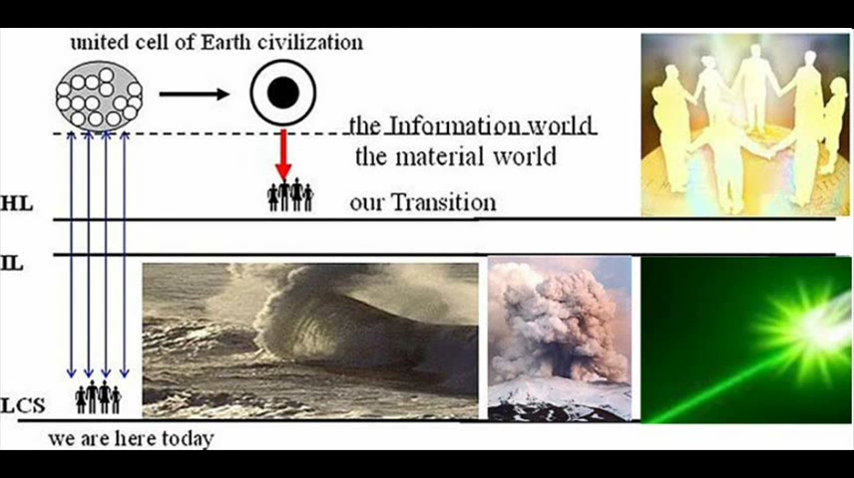 united cell of Earth civilization
the Information world
the material world
HL
our Transition
IL
LCS
we are here today